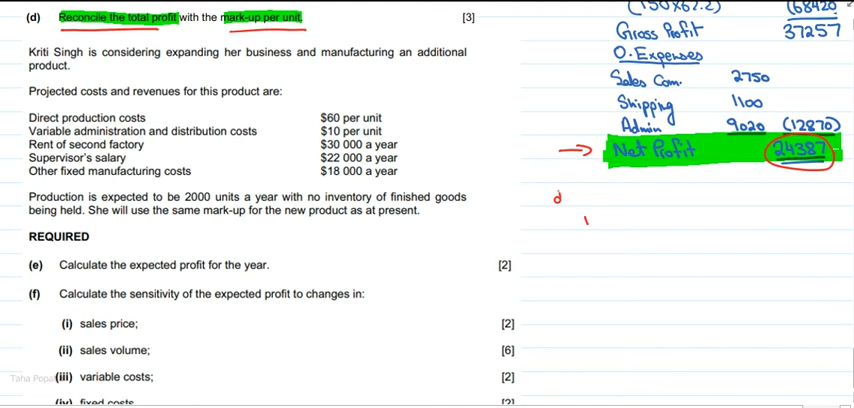 (d) Reconcile the total profit with the mark-up per unit. [3]
Kriti Singh is considering expanding her business and manufacturing an additional
product.
Projected costs and revenues for this product are:
Direct production costs $60 per unit
Variable administration and distribution costs $10 per unit
Rent of second factory $30 000 a year
Supervisor's salary $22 000 a year
Other fixed manufacturing costs $18 000 a year
Production is expected to be 2000 units a year with no inventory of finished goods
being held. She will use the same mark-up for the new product as at present.
REQUIRED
(e) Calculate the expected profit for the year. [2]
(f) Calculate the sensitivity of the expected profit to changes in:
(i) sales price; [2]
(ii) sales volume; [6]
Taha Popat
(iii) variable costs; [2]
(iv) fixed costs [2]
(68420
Gross Profit 37257
O.Expenses
Sales Com. 2750
Shipping 1100
Admin 9020 (12870)
→ Net Profit 24387
d